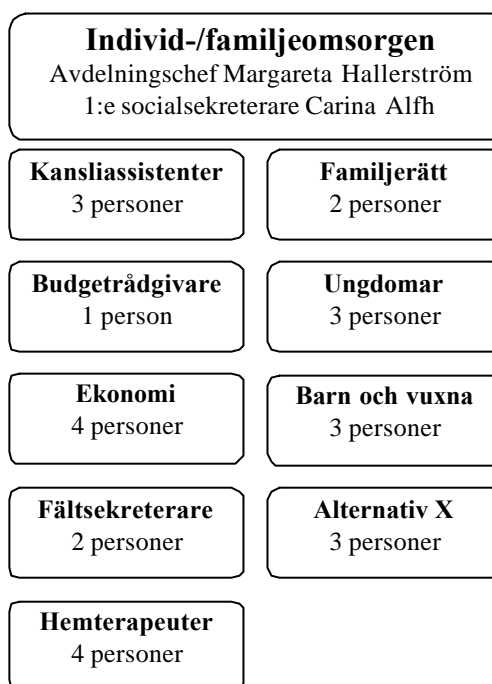 Individ-/familjeomsorgen
Avdelningschef Margareta Hallerström
1:e socialsekreterare Carina Alfh
Kansliassistenter
3 personer
Familjerätt
2 personer
Budgetrådgivare
1 person
Ungdomar
3 personer
Ekonomi
4 personer
Barn och vuxna
3 personer
Fältsekreterare
2 personer
Alternativ X
3 personer
Hemterapeuter
4 personer